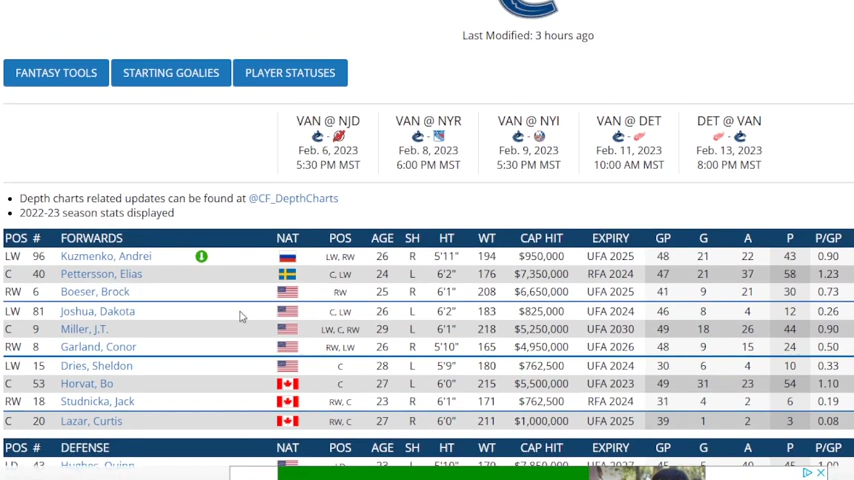 Last Modified: 3 hours ago
FANTASY TOOLS STARTING GOALIES PLAYER STATUSES
VAN @ NJD VAN @ NYR VAN @ NYI VAN @ DET DET @ VAN
Feb. 6, 2023 Feb. 8, 2023 Feb. 9, 2023 Feb. 11, 2023 Feb. 13, 2023
5:30 PM MST 6:00 PM MST 5:30 PM MST 10:00 AM MST 8:00 PM MST
Depth charts related updates can be found at @CF_DepthCharts
2022-23 season stats displayed
POS # FORWARDS NAT POS AGE SH HT WT CAP HIT EXPIRY GP G A P P/GP
LW 96 Kuzmenko, Andrei LW, RW 26 R 5'11" 194 $950,000 UFA 2025 48 21 22 43 0.90
C 40 Pettersson, Elias C, LW 24 L 6'2" 176 $7,350,000 RFA 2024 47 21 37 58 1.23
RW 6 Boeser, Brock RW 25 R 6'1" 208 $6,650,000 UFA 2025 41 9 21 30 0.73
LW 81 Joshua, Dakota C, LW 26 L 6'2" 183 $825,000 UFA 2024 46 8 4 12 0.26
C 9 Miller, J.T. LW, C, RW 29 L 6'1" 218 $5,250,000 UFA 2030 49 18 26 44 0.90
RW 8 Garland, Conor RW, LW 26 R 5'10" 165 $4,950,000 UFA 2026 48 9 15 24 0.50
LW 15 Dries, Sheldon C 28 L 5'9" 180 $762,500 UFA 2024 30 6 4 10 0.33
C 53 Horvat, Bo C 27 L 6'0" 215 $5,500,000 UFA 2023 49 31 23 54 1.10
RW 18 Studnicka, Jack RW, C 23 R 6'1" 171 $762,500 RFA 2024 31 4 2 6 0.19
C 20 Lazar, Curtis RW, C 27 R 6'0" 211 $1,000,000 UFA 2025 39 1 2 3 0.08
POS # DEFENSE NAT POS AGE SH HT WT CAP HIT EXPIRY GP G A P P/GP
LD 43 Hughes, Quinn